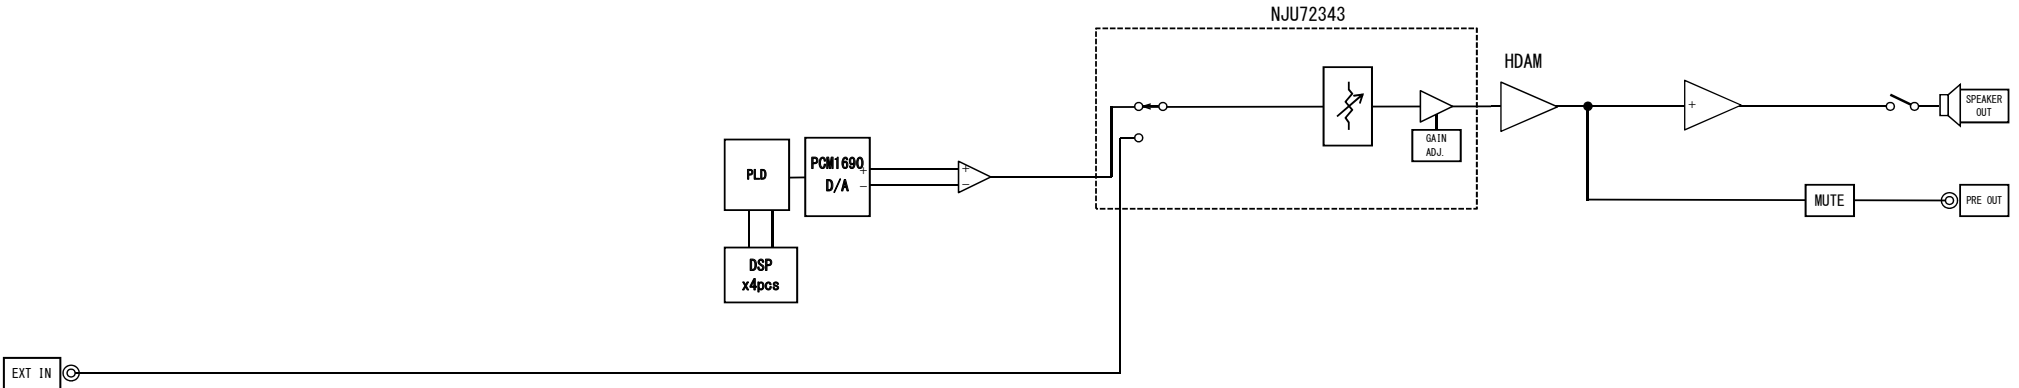 NJU72343
HDAM
SPEAKER
OUT
+
GAIN
ADJ.
PLD
PCM1690
D/A
+
−
+
−
MUTE
PRE OUT
DSP
x4pcs
EXT IN